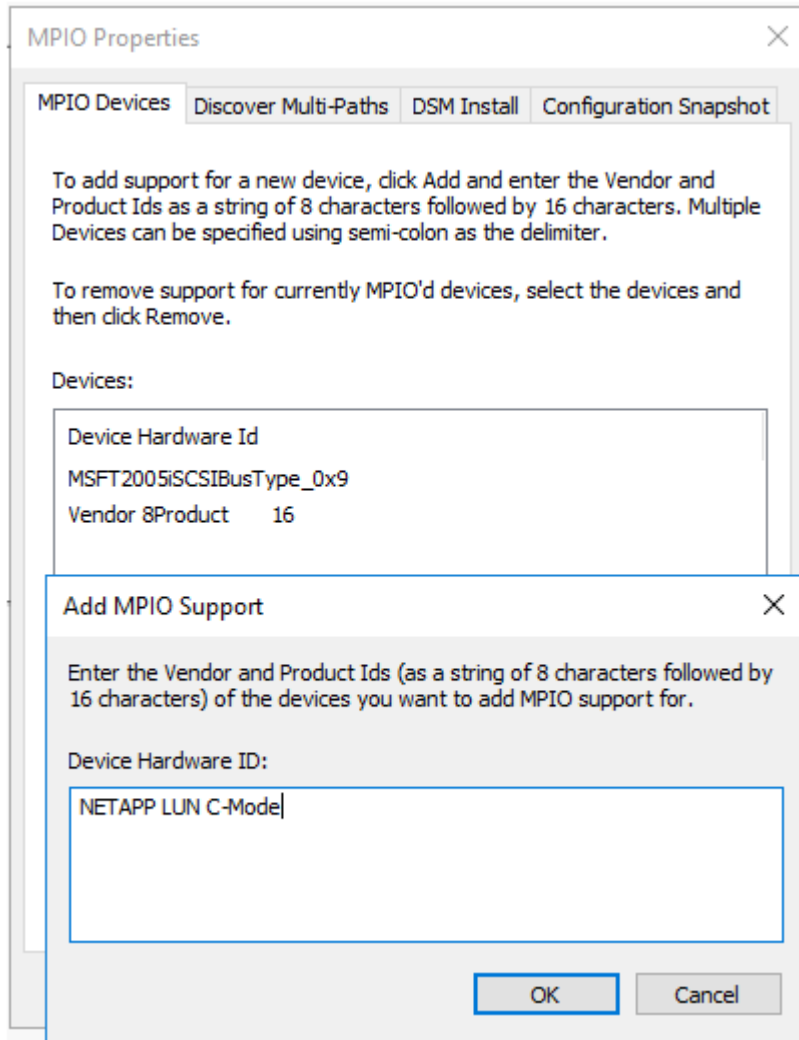 MPIO Properties
MPIO Devices Discover Multi-Paths DSM Install Configuration Snapshot
To add support for a new device, click Add and enter the Vendor and
Product Ids as a string of 8 characters followed by 16 characters. Multiple
Devices can be specified using semi-colon as the delimiter.
To remove support for currently MPIO'd devices, select the devices and
then click Remove.
Devices:
Device Hardware Id
MSFT2005iSCSIBusType_0x9
Vendor 8Product 16
Add MPIO Support
Enter the Vendor and Product Ids (as a string of 8 characters followed by
16 characters) of the devices you want to add MPIO support for.
Device Hardware ID:
NETAPP LUN C-Mode
OK Cancel